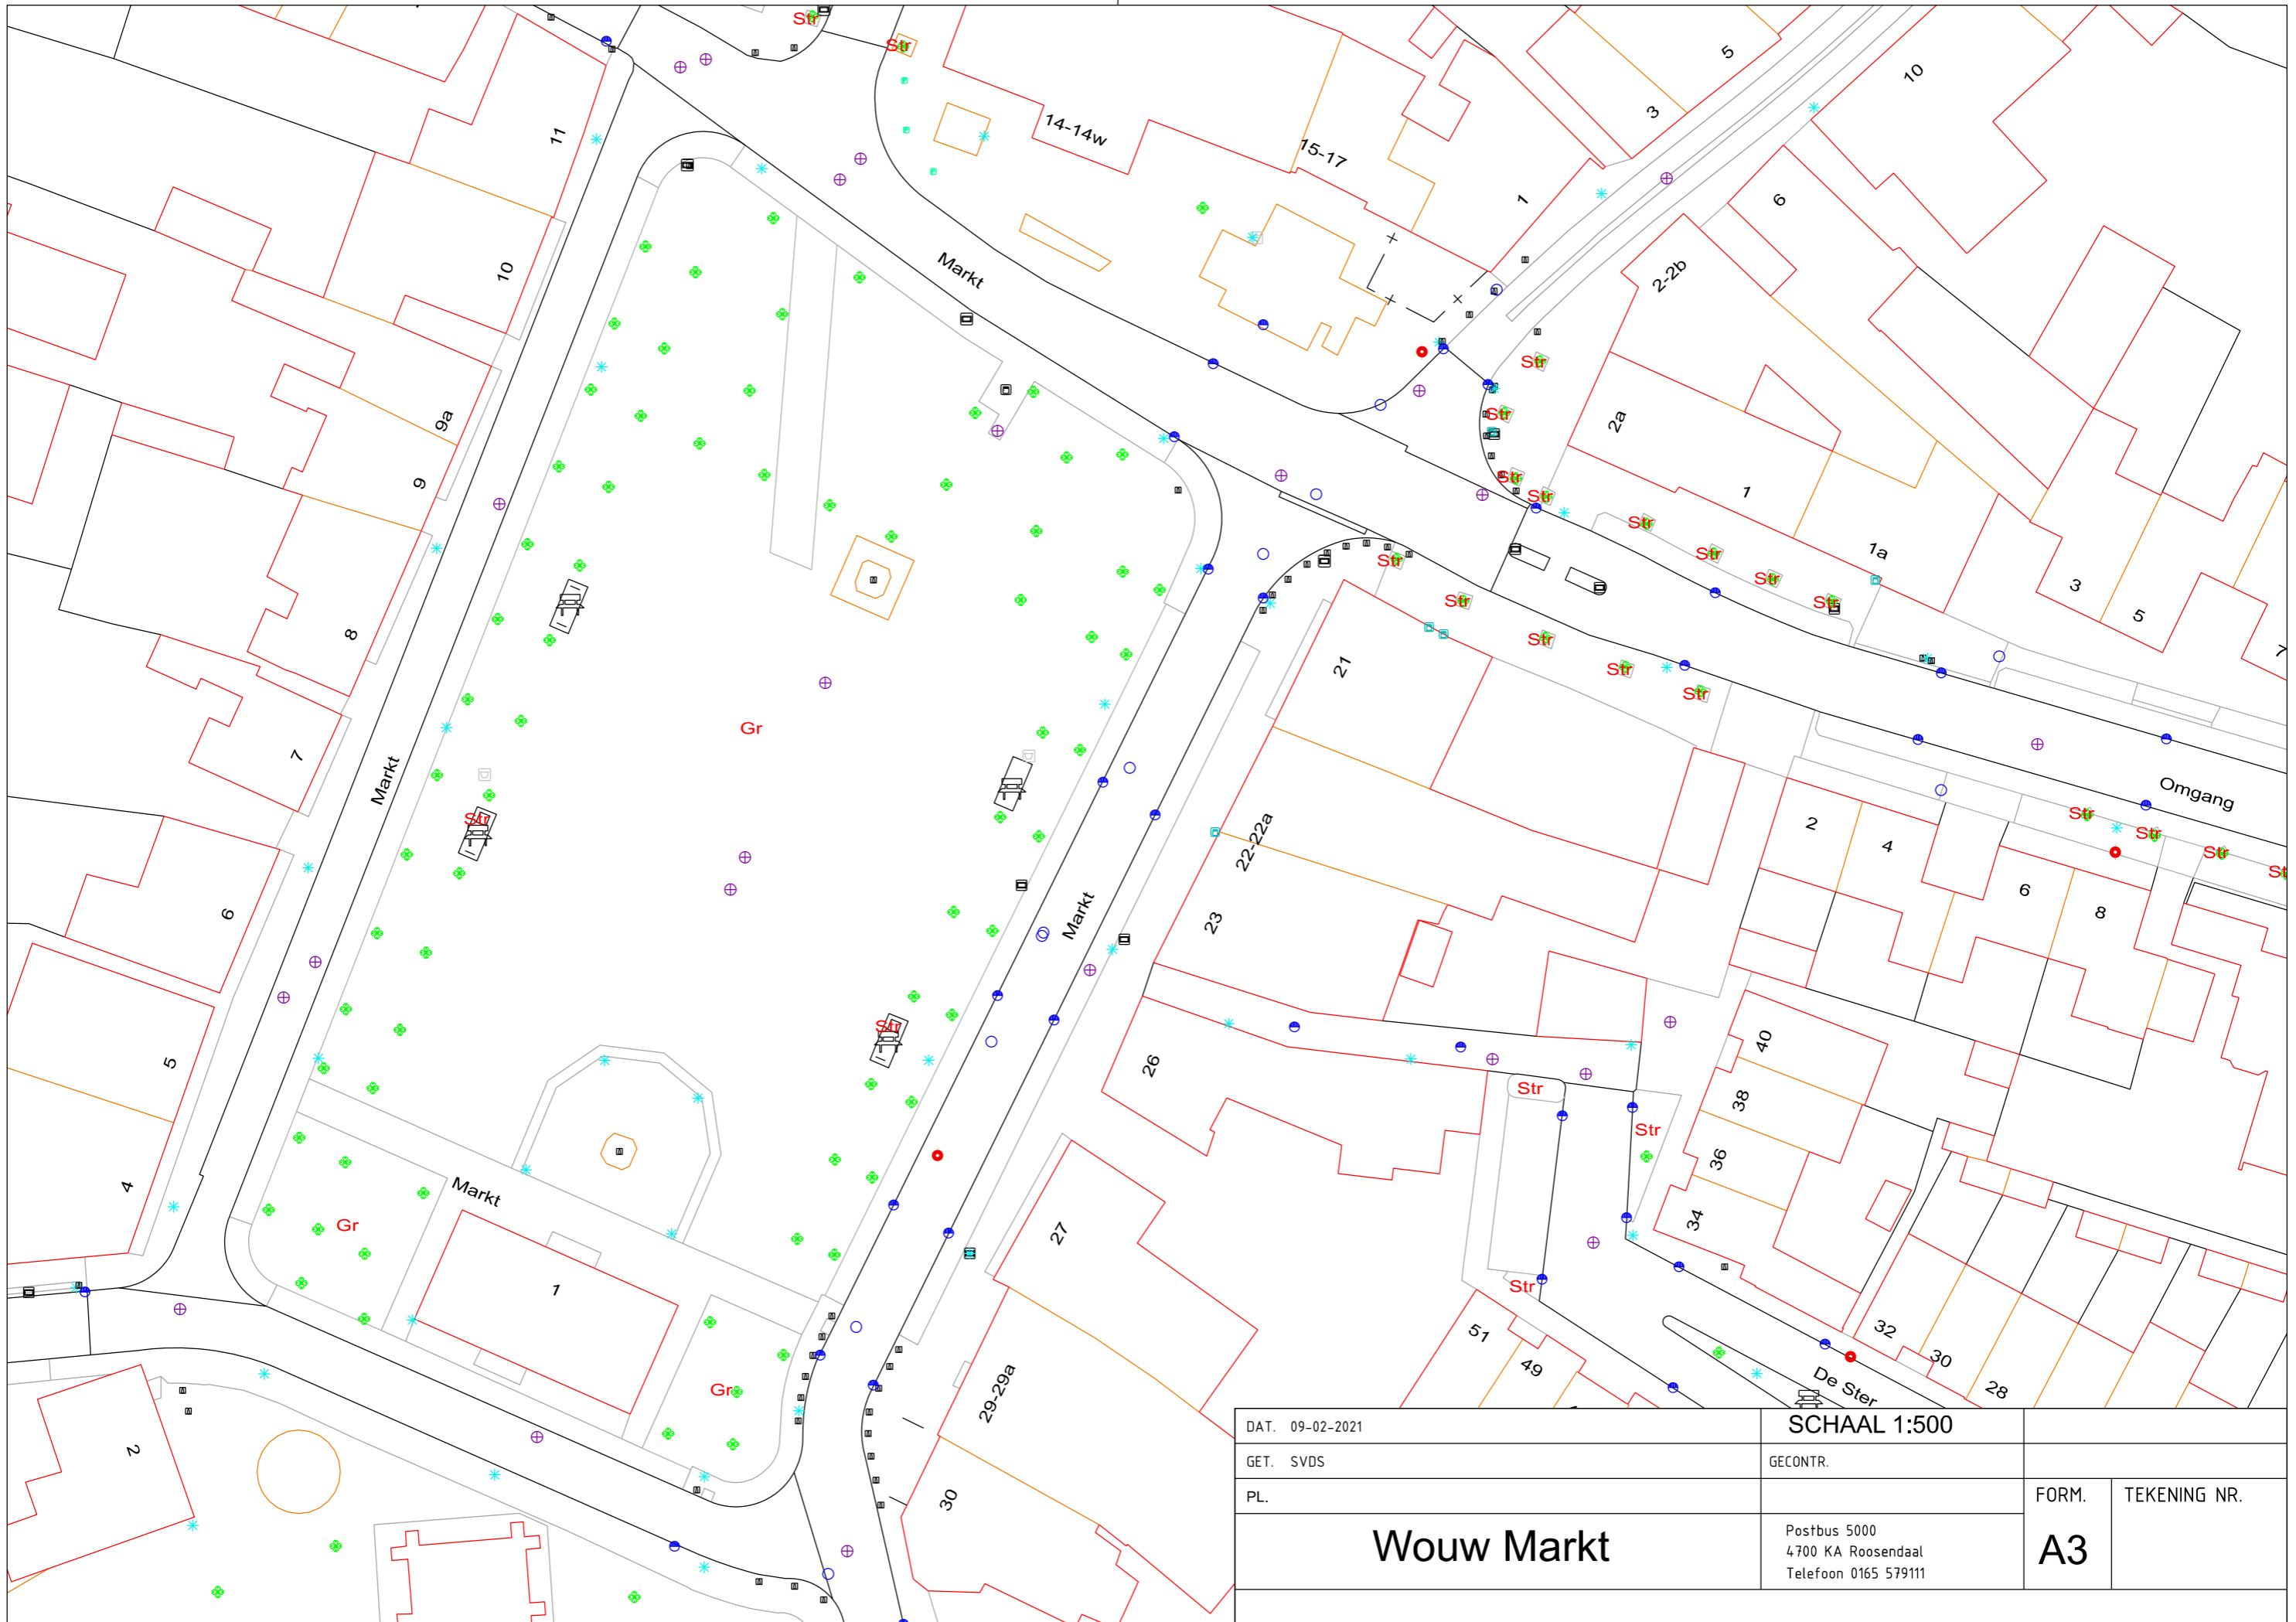 Str
Str
5
10
3
11
14-14w
15-17
6
1
Markt
10
2-2b
Str
9a
Str
2a
9
Str
Str
1
Str
Str
1a
Str
Str
Str
3
5
8
Str
Str
21
Str
Str
7
Gr
7
Markt
Omgang
Str
Str
22-22a
2
4
Str
Str
St
6
8
6
23
Markt
Str
40
5
26
Str
38
Str
36
4
Markt
34
Gr
27
Str
1
51
32
49
30
De Ster
28
Gr
29-29a
2
30
DAT. 09-02-2021
SCHAAL 1:500
GET. SVDS
GECONTR.
PL.
FORM.
TEKENING NR.
Wouw Markt
Postbus 5000
4700 KA Roosendaal
Telefoon 0165 579111
A3